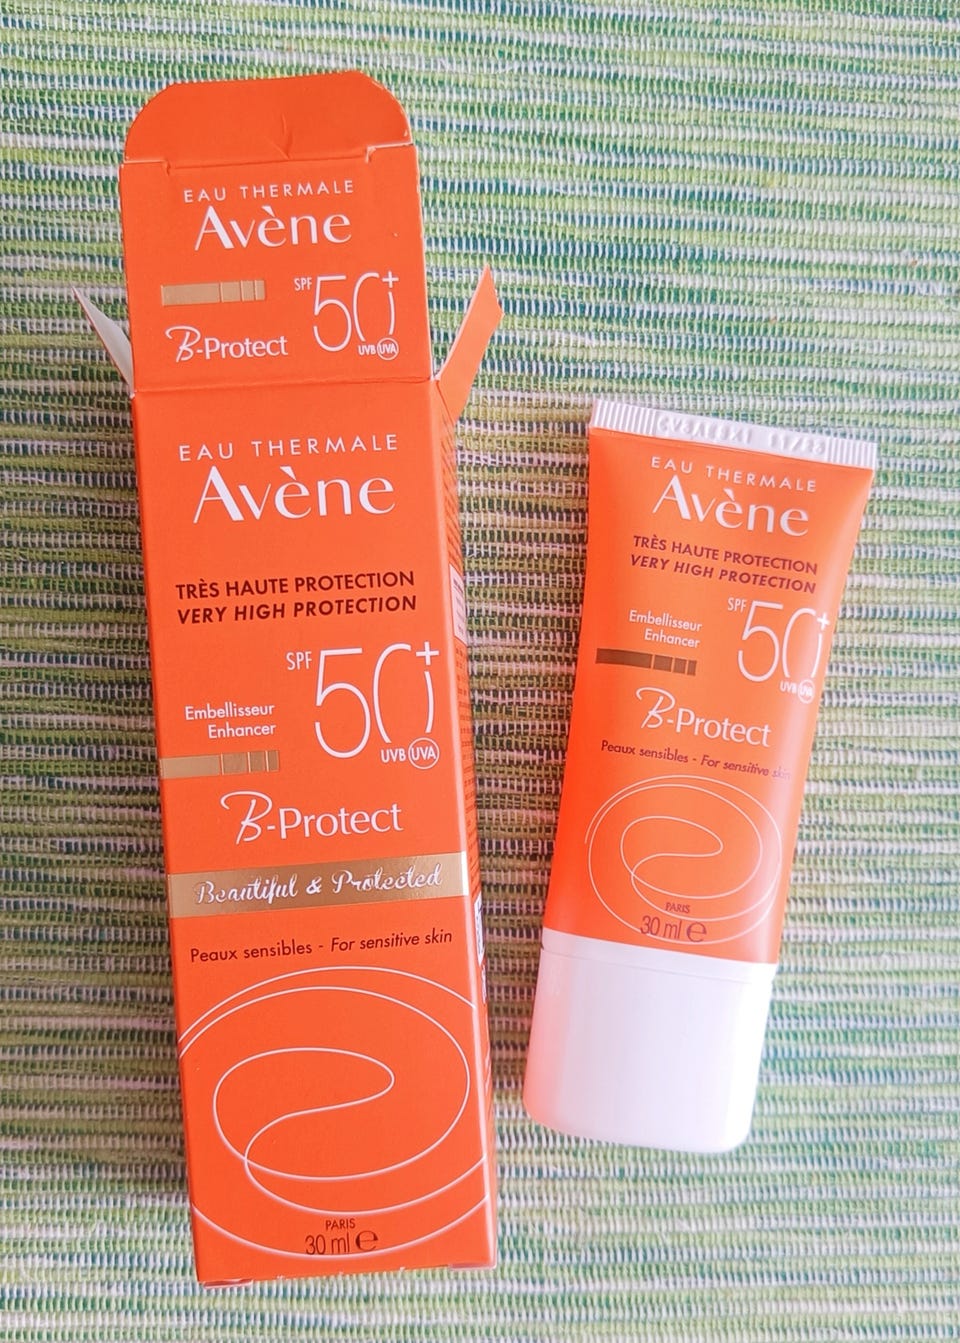 EAU THERMALE
Avène
SPF 50+
B-Protect
UVB UVA
EAU THERMALE
Avène
TRÈS HAUTE PROTECTION
VERY HIGH PROTECTION
SPF 50+
Embellisseur
Enhancer
UVB UVA
B-Protect
Beautiful & Protected
Peaux sensibles - For sensitive skin
PARIS
30 ml e
EAU THERMALE
Avène
TRÈS HAUTE PROTECTION
VERY HIGH PROTECTION
SPF 50+
Embellisseur
Enhancer
UVB UVA
B-Protect
Peaux sensibles - For sensitive skin
PARIS
30 ml e